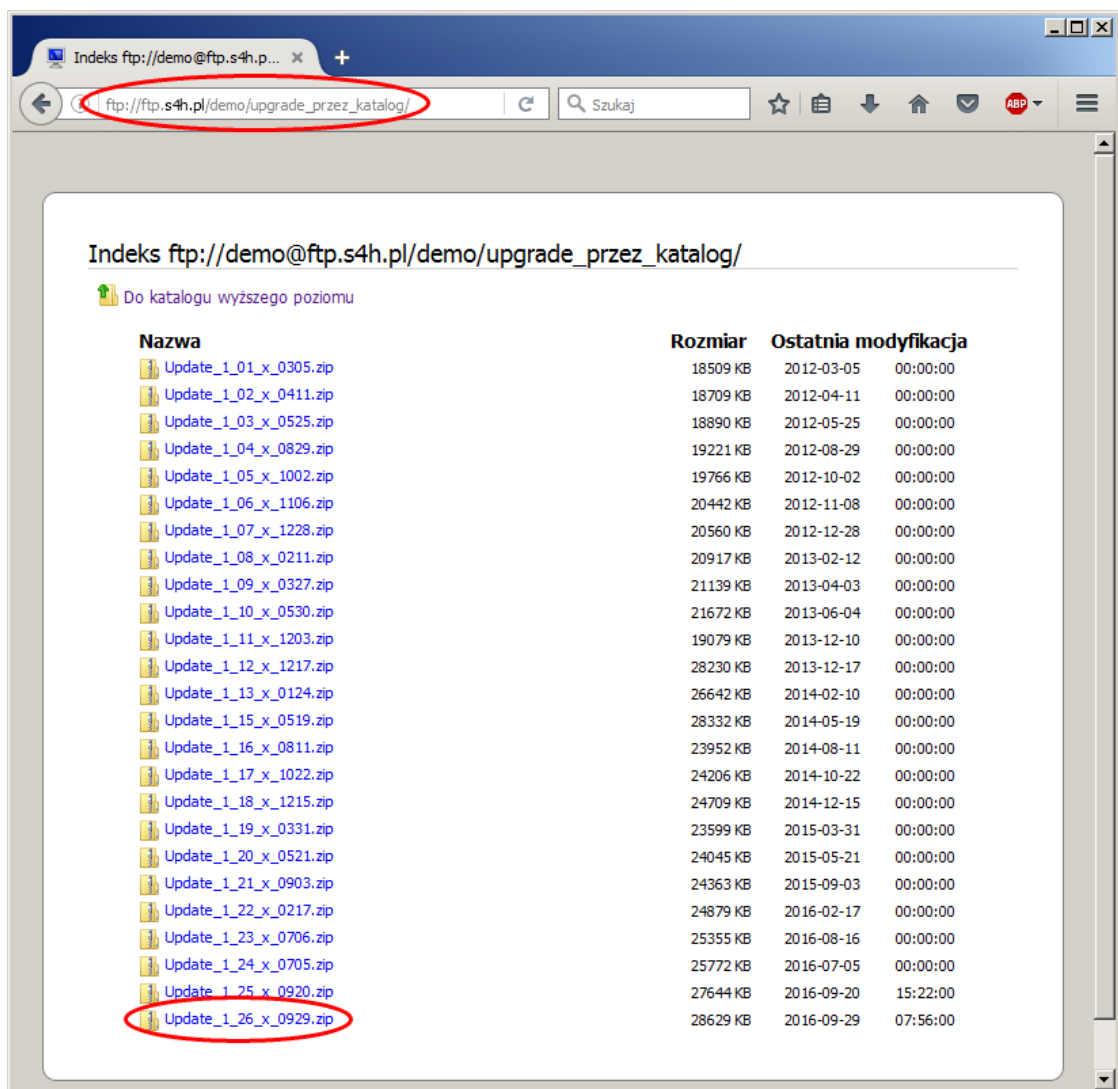 Indeks ftp://demo@ftp.s4h.p...
ftp://ftp.s4h.pl/demo/upgrade_przez_katalog/ Szukaj ABP
Indeks ftp://demo@ftp.s4h.pl/demo/upgrade_przez_katalog/
Do katalogu wyższego poziomu
Nazwa Rozmiar Ostatnia modyfikacja
Update_1_01_x_0305.zip 18509 KB 2012-03-05 00:00:00
Update_1_02_x_0411.zip 18709 KB 2012-04-11 00:00:00
Update_1_03_x_0525.zip 18890 KB 2012-05-25 00:00:00
Update_1_04_x_0829.zip 19221 KB 2012-08-29 00:00:00
Update_1_05_x_1002.zip 19766 KB 2012-10-02 00:00:00
Update_1_06_x_1106.zip 20442 KB 2012-11-08 00:00:00
Update_1_07_x_1228.zip 20560 KB 2012-12-28 00:00:00
Update_1_08_x_0211.zip 20917 KB 2013-02-12 00:00:00
Update_1_09_x_0327.zip 21139 KB 2013-04-03 00:00:00
Update_1_10_x_0530.zip 21672 KB 2013-06-04 00:00:00
Update_1_11_x_1203.zip 19079 KB 2013-12-10 00:00:00
Update_1_12_x_1217.zip 28230 KB 2013-12-17 00:00:00
Update_1_13_x_0124.zip 26642 KB 2014-02-10 00:00:00
Update_1_15_x_0519.zip 28332 KB 2014-05-19 00:00:00
Update_1_16_x_0811.zip 23952 KB 2014-08-11 00:00:00
Update_1_17_x_1022.zip 24206 KB 2014-10-22 00:00:00
Update_1_18_x_1215.zip 24709 KB 2014-12-15 00:00:00
Update_1_19_x_0331.zip 23599 KB 2015-03-31 00:00:00
Update_1_20_x_0521.zip 24045 KB 2015-05-21 00:00:00
Update_1_21_x_0903.zip 24363 KB 2015-09-03 00:00:00
Update_1_22_x_0217.zip 24879 KB 2016-02-17 00:00:00
Update_1_23_x_0706.zip 25355 KB 2016-08-16 00:00:00
Update_1_24_x_0705.zip 25772 KB 2016-07-05 00:00:00
Update_1_25_x_0920.zip 27644 KB 2016-09-20 15:22:00
Update_1_26_x_0929.zip 28629 KB 2016-09-29 07:56:00